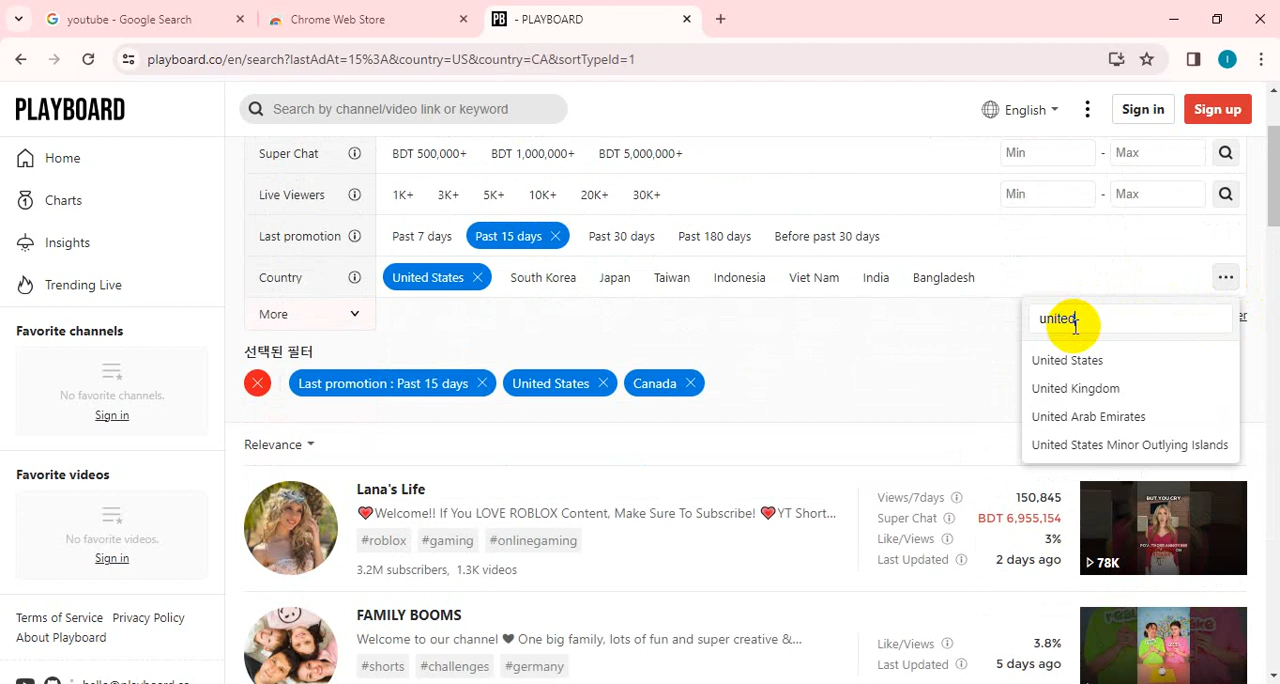 youtube - Google Search
Chrome Web Store
PB - PLAYBOARD
playboard.co/en/search?lastAdAt=15%3A&country=US&country=CA&sortTypeId=1
I
PLAYBOARD
Search by channel/video link or keyword
English
Sign in
Sign up
Home
Charts
Insights
Trending Live
Favorite channels
No favorite channels.
Sign in
Favorite videos
No favorite videos.
Sign in
Terms of Service Privacy Policy
About Playboard
Super Chat BDT 500,000+ BDT 1,000,000+ BDT 5,000,000+ Min - Max
Live Viewers 1K+ 3K+ 5K+ 10K+ 20K+ 30K+ Min - Max
Last promotion Past 7 days Past 15 days Past 30 days Past 180 days Before past 30 days
Country United States South Korea Japan Taiwan Indonesia Viet Nam India Bangladesh
More
united
United States
United Kingdom
United Arab Emirates
United States Minor Outlying Islands
선택된 필터
Last promotion : Past 15 days United States Canada
Relevance
Lana's Life
❤️Welcome!! If You LOVE ROBLOX Content, Make Sure To Subscribe! ❤️YT Short...
#roblox #gaming #onlinegaming
3.2M subscribers, 1.3K videos
Views/7days 150,845
Super Chat BDT 6,955,154
Like/Views 3%
Last Updated 2 days ago
BUT YOU CRY
78K
FAMILY BOOMS
Welcome to our channel ❤ One big family, lots of fun and super creative &...
#shorts #challenges #germany
Like/Views 3.8%
Last Updated 5 days ago